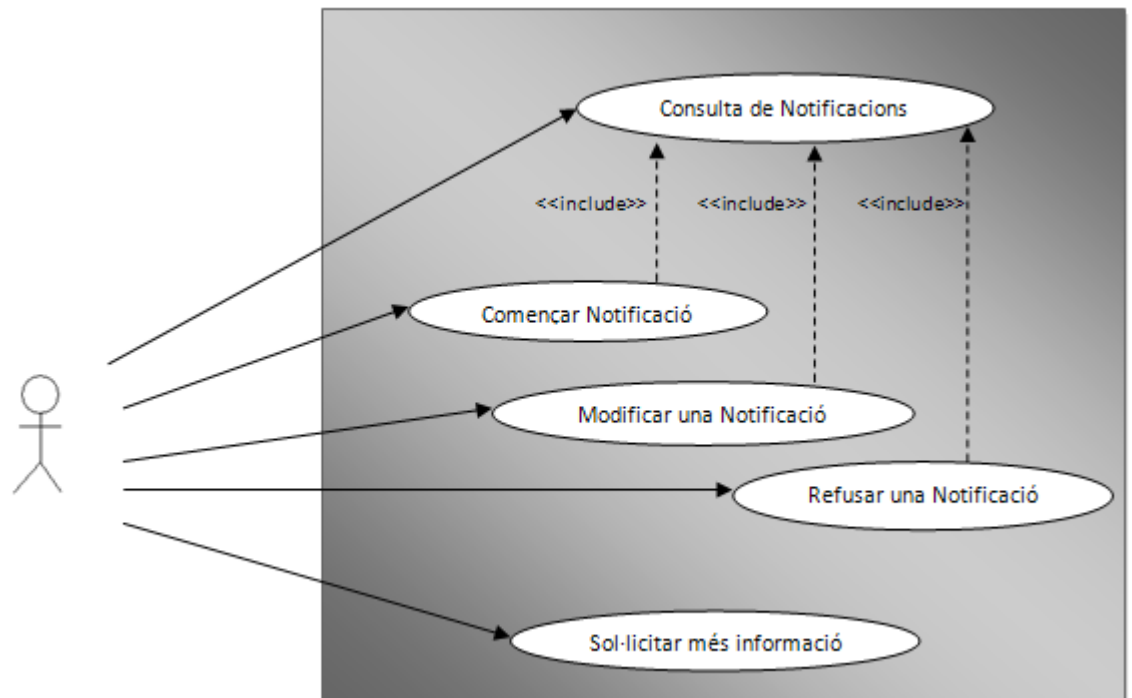 Consulta de Notificacions
<<include>>
<<include>>
<<include>>
Començar Notificació
Modificar una Notificació
Refusar una Notificació
Sol·licitar més informació